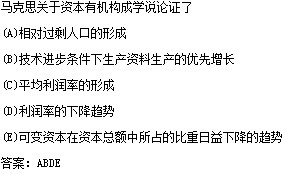 马克思关于资本有机构成学说论证了
(A)相对过剩人口的形成
(B)技术进步条件下生产资料生产的优先增长
(C)平均利润率的形成
(D)利润率的下降趋势
(E)可变资本在资本总额中所占的比重日益下降的趋势
答案：ABDE